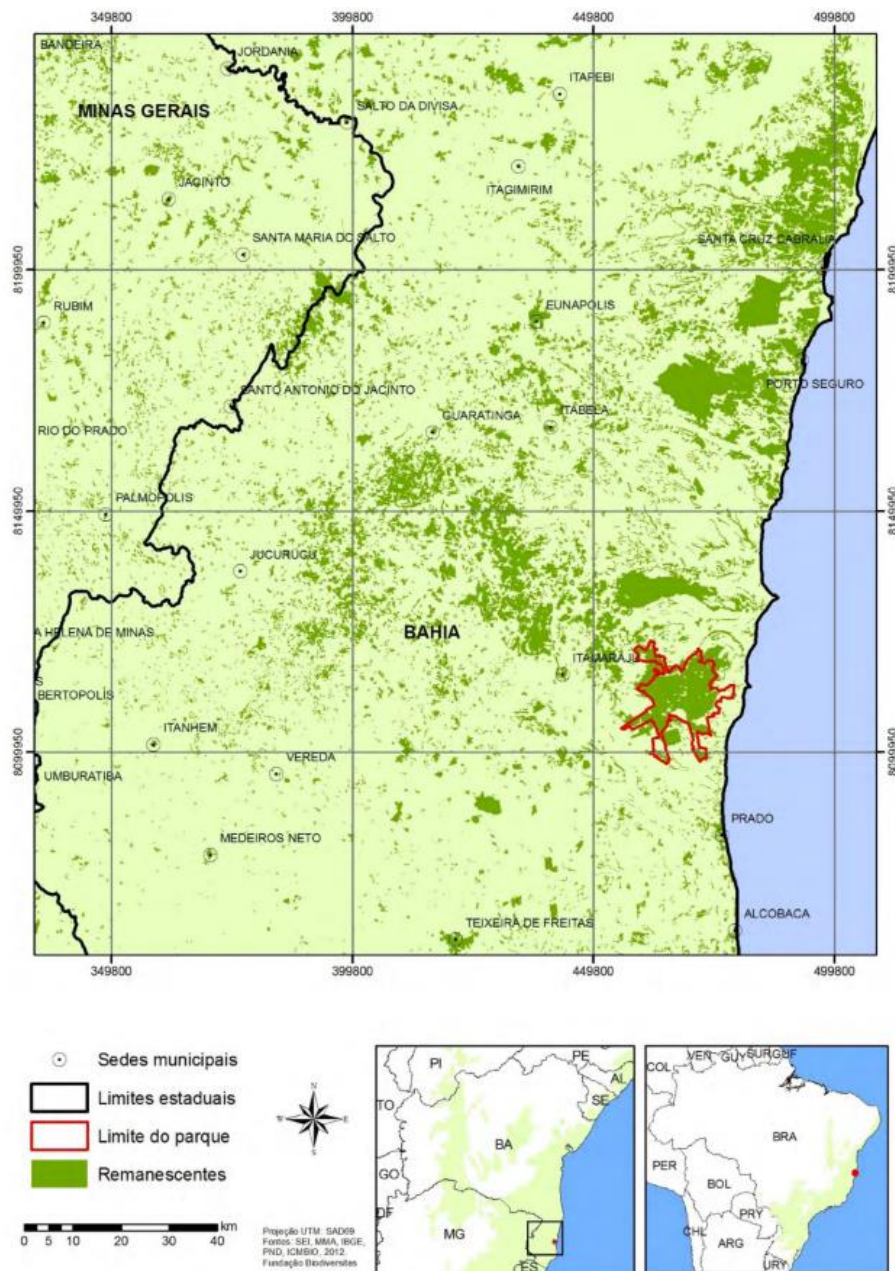 349800 399800 449800 499800
BANDEIRA
JORDANIA
ITAPEBI
MINAS GERAIS
SALTO DA DIVISA
JACINTO
ITAGIMIRIM
SANTA MARIA DO SALTO
SANTA CRUZ CABRALIA
8199950 8199950
RUBIM
EUNAPOLIS
PORTO SEGURO
SANTO ANTONIO DO JACINTO
GUARATINGA
ITABELA
RIO DO PRADO
PALMOPOLIS
8149950 8149950
JUCURUÇU
BAHIA
A HELENA DE MINAS
ITAMARAJU
S
BERTOPOLIS
ITANHEM
8099950 8099950
VEREDA
UMBURATIBA
PRADO
MEDEIROS NETO
TEIXEIRA DE FREITAS
ALCOBACA
349800 399800 449800 499800
Sedes municipais
Limites estaduais
Limite do parque
Remanescentes
km
0 5 10 20 30 40
N
W E
S
Projeção UTM: SAD69
Fontes: SEI, MMA, IBGE,
PND, ICMBIO, 2012.
Fundação Biodiversitas
PI
PE
AL
SE
TO
BA
GO
DF
MG
ES
COL
VEN
GUY
SUR
GUF
BRA
PER
BOL
PRY
CHL
ARG
URY